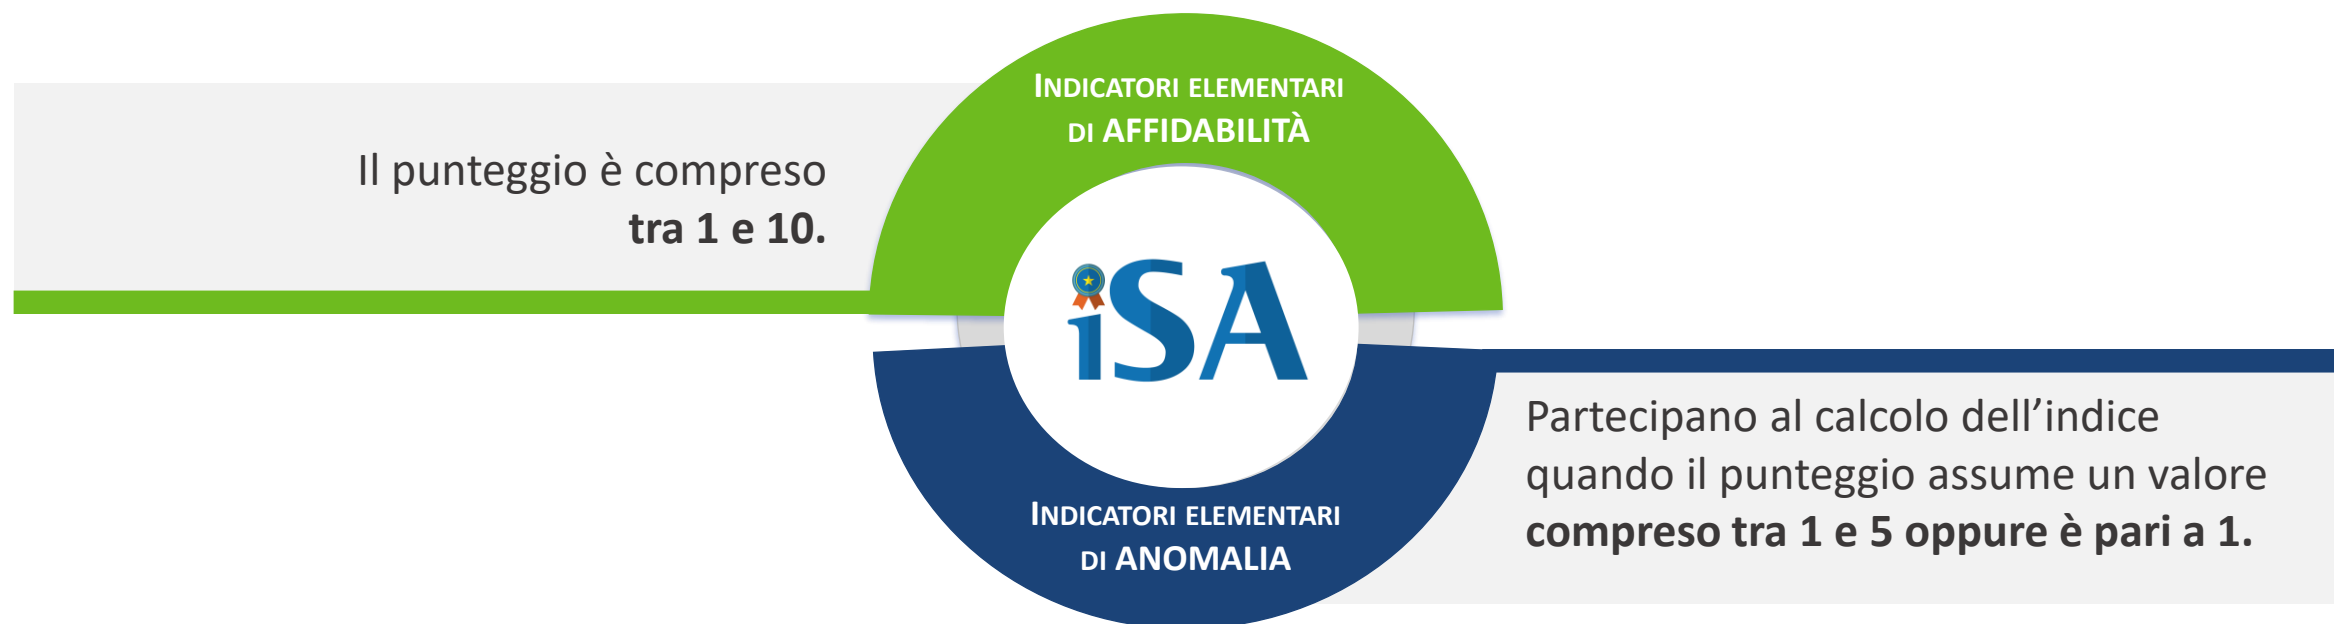 INDICATORI ELEMENTARI
DI AFFIDABILITÀ
Il punteggio è compreso
tra 1 e 10.
iSA
Partecipano al calcolo dell’indice
quando il punteggio assume un valore
compreso tra 1 e 5 oppure è pari a 1.
INDICATORI ELEMENTARI
DI ANOMALIA